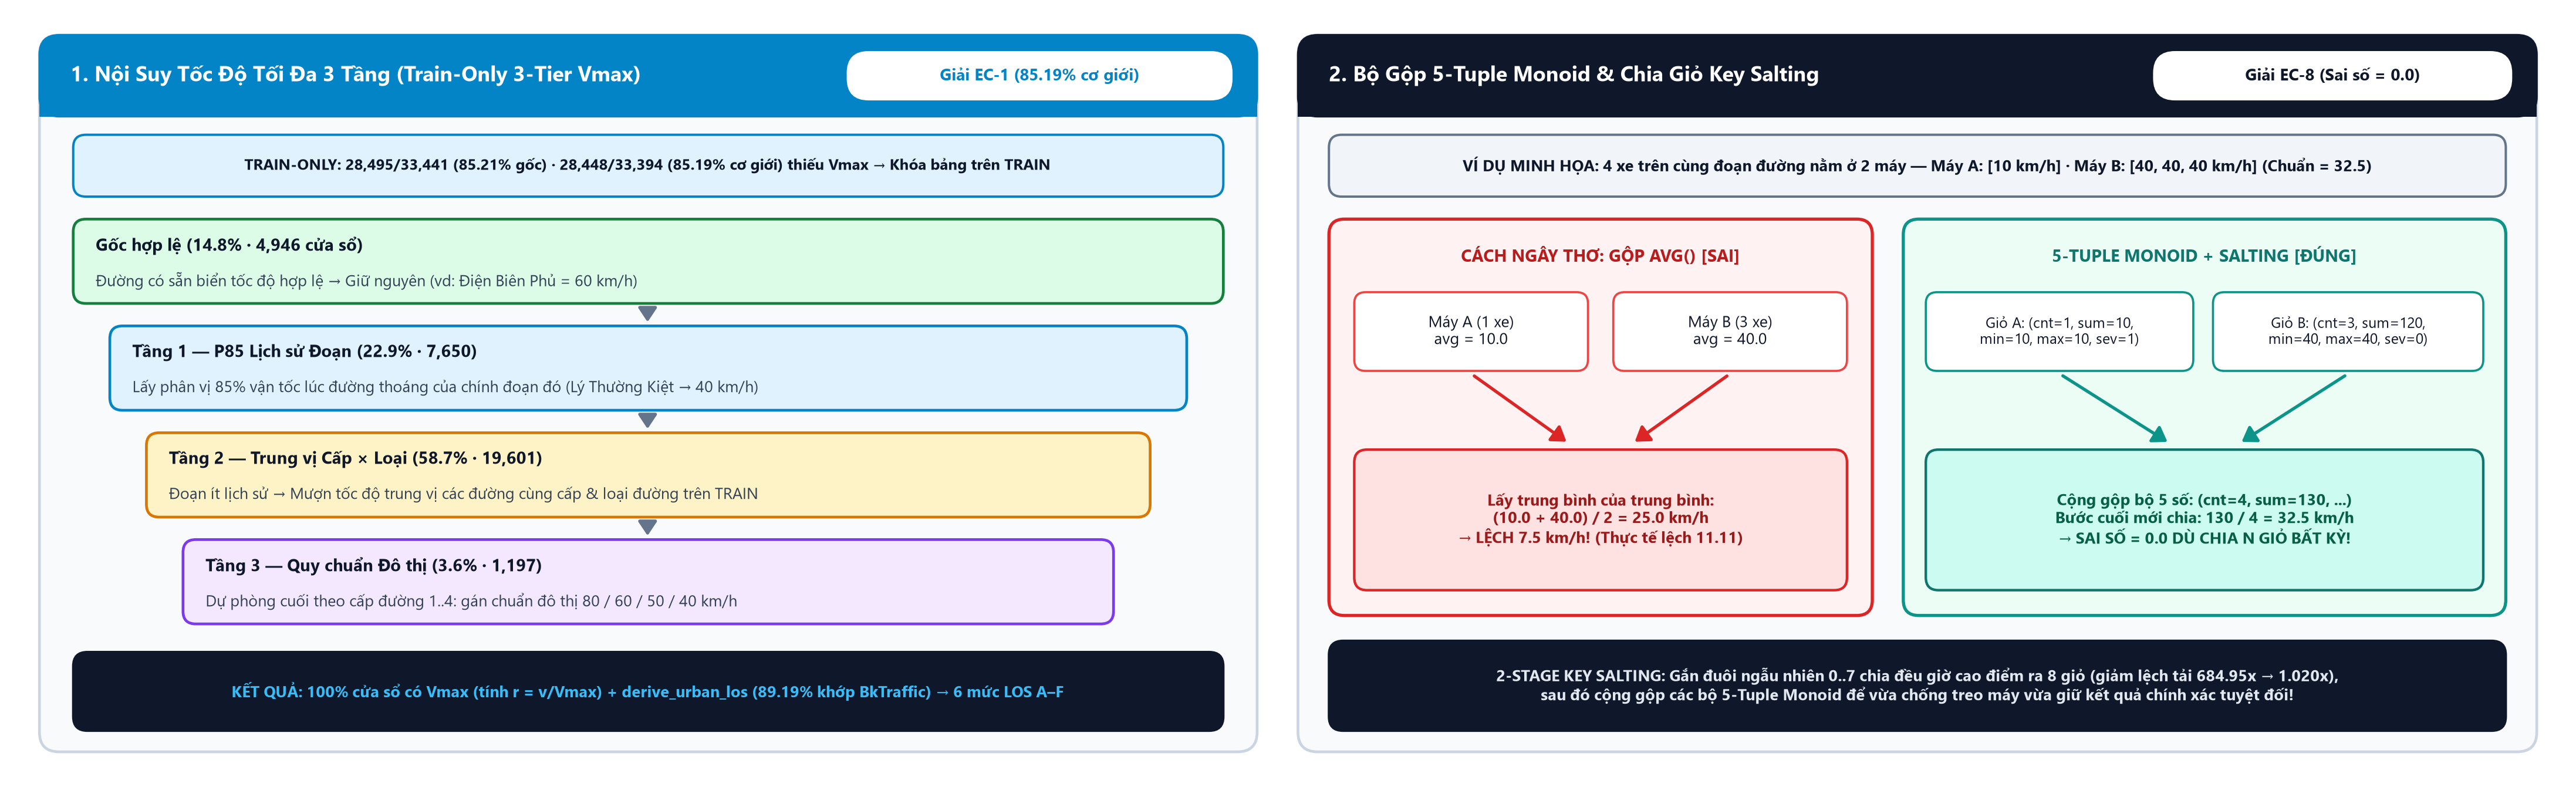 1. Nội Suy Tốc Độ Tối Đa 3 Tầng (Train-Only 3-Tier Vmax)
Giải EC-1 (85.19% cơ giới)
TRAIN-ONLY: 28,495/33,441 (85.21% gốc) · 28,448/33,394 (85.19% cơ giới) thiếu Vmax → Khóa bảng trên TRAIN
Gốc hợp lệ (14.8% · 4,946 cửa sổ)
Đường có sẵn biển tốc độ hợp lệ → Giữ nguyên (vd: Điện Biên Phủ = 60 km/h)
Tầng 1 — P85 Lịch sử Đoạn (22.9% · 7,650)
Lấy phân vị 85% vận tốc lúc đường thoáng của chính đoạn đó (Lý Thường Kiệt → 40 km/h)
Tầng 2 — Trung vị Cấp × Loại (58.7% · 19,601)
Đoạn ít lịch sử → Mượn tốc độ trung vị các đường cùng cấp & loại đường trên TRAIN
Tầng 3 — Quy chuẩn Đô thị (3.6% · 1,197)
Dự phòng cuối theo cấp đường 1..4: gán chuẩn đô thị 80 / 60 / 50 / 40 km/h
KẾT QUẢ: 100% cửa sổ có Vmax (tính r = v/Vmax) + derive_urban_los (89.19% khớp BkTraffic) → 6 mức LOS A–F
2. Bộ Gộp 5-Tuple Monoid & Chia Giỏ Key Salting
Giải EC-8 (Sai số = 0.0)
VÍ DỤ MINH HỌA: 4 xe trên cùng đoạn đường nằm ở 2 máy — Máy A: [10 km/h] · Máy B: [40, 40, 40 km/h] (Chuẩn = 32.5)
CÁCH NGÂY THƠ: GỘP AVG() [SAI]
Máy A (1 xe)
avg = 10.0
Máy B (3 xe)
avg = 40.0
Lấy trung bình của trung bình:
(10.0 + 40.0) / 2 = 25.0 km/h
→ LỆCH 7.5 km/h! (Thực tế lệch 11.11)
5-TUPLE MONOID + SALTING [ĐÚNG]
Giỏ A: (cnt=1, sum=10,
min=10, max=10, sev=1)
Giỏ B: (cnt=3, sum=120,
min=40, max=40, sev=0)
Cộng gộp bộ 5 số: (cnt=4, sum=130, ...)
Bước cuối mới chia: 130 / 4 = 32.5 km/h
→ SAI SỐ = 0.0 DÙ CHIA N GIỎ BẤT KỲ!
2-STAGE KEY SALTING: Gắn đuôi ngẫu nhiên 0..7 chia đều giờ cao điểm ra 8 giỏ (giảm lệch tải 684.95x → 1.020x),
sau đó cộng gộp các bộ 5-Tuple Monoid để vừa chống treo máy vừa giữ kết quả chính xác tuyệt đối!